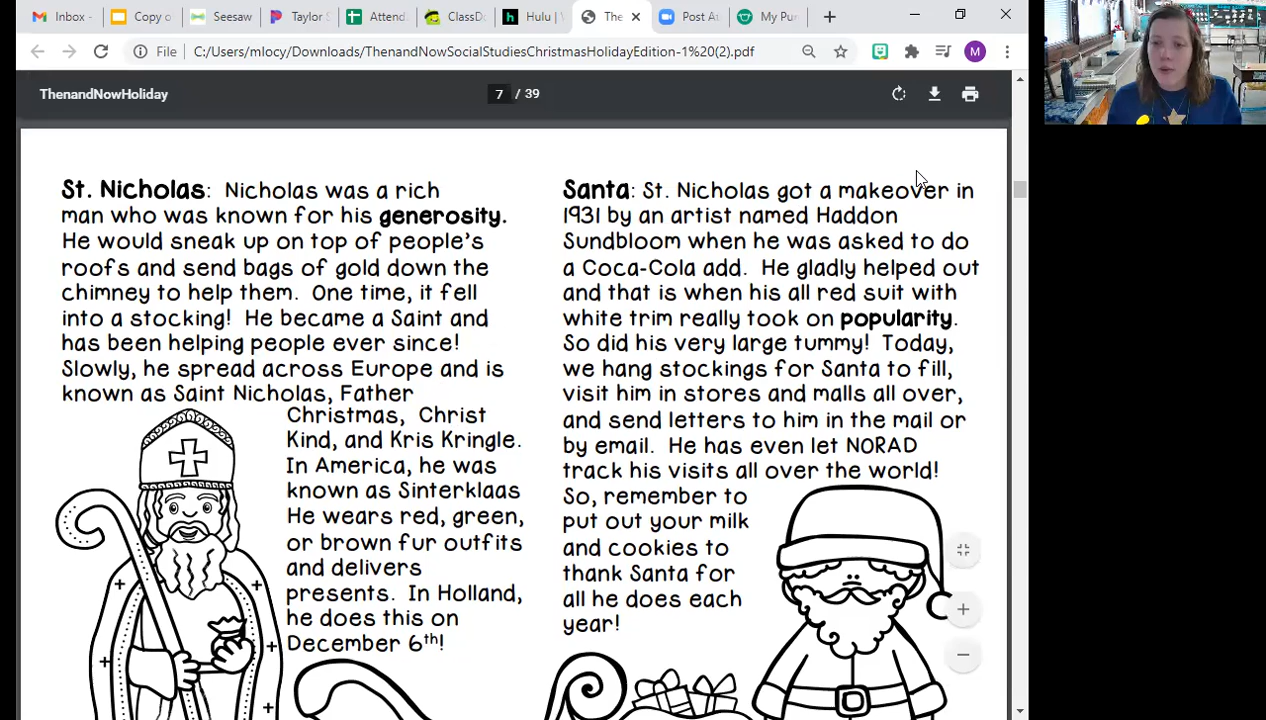 Inbox -
Copy o
Seesaw
Taylor S
Attend
ClassD
Hulu |
The
Post At
My Pur
File
C:/Users/mlocy/Downloads/ThenandNowSocialStudiesChristmasHolidayEdition-1%20(2).pdf
M
ThenandNowHoliday
7 / 39
St. Nicholas: Nicholas was a rich
man who was known for his generosity.
He would sneak up on top of people's
roofs and send bags of gold down the
chimney to help them. One time, it fell
into a stocking! He became a Saint and
has been helping people ever since!
Slowly, he spread across Europe and is
known as Saint Nicholas, Father
Christmas, Christ
Kind, and Kris Kringle.
In America, he was
known as Sinterklaas
He wears red, green,
or brown fur outfits
and delivers
presents. In Holland,
he does this on
December 6th!
Santa: St. Nicholas got a makeover in
1931 by an artist named Haddon
Sundbloom when he was asked to do
a Coca-Cola add. He gladly helped out
and that is when his all red suit with
white trim really took on popularity.
So did his very large tummy! Today,
we hang stockings for Santa to fill,
visit him in stores and malls all over,
and send letters to him in the mail or
by email. He has even let NORAD
track his visits all over the world!
So, remember to
put out your milk
and cookies to
thank Santa for
all he does each
year!